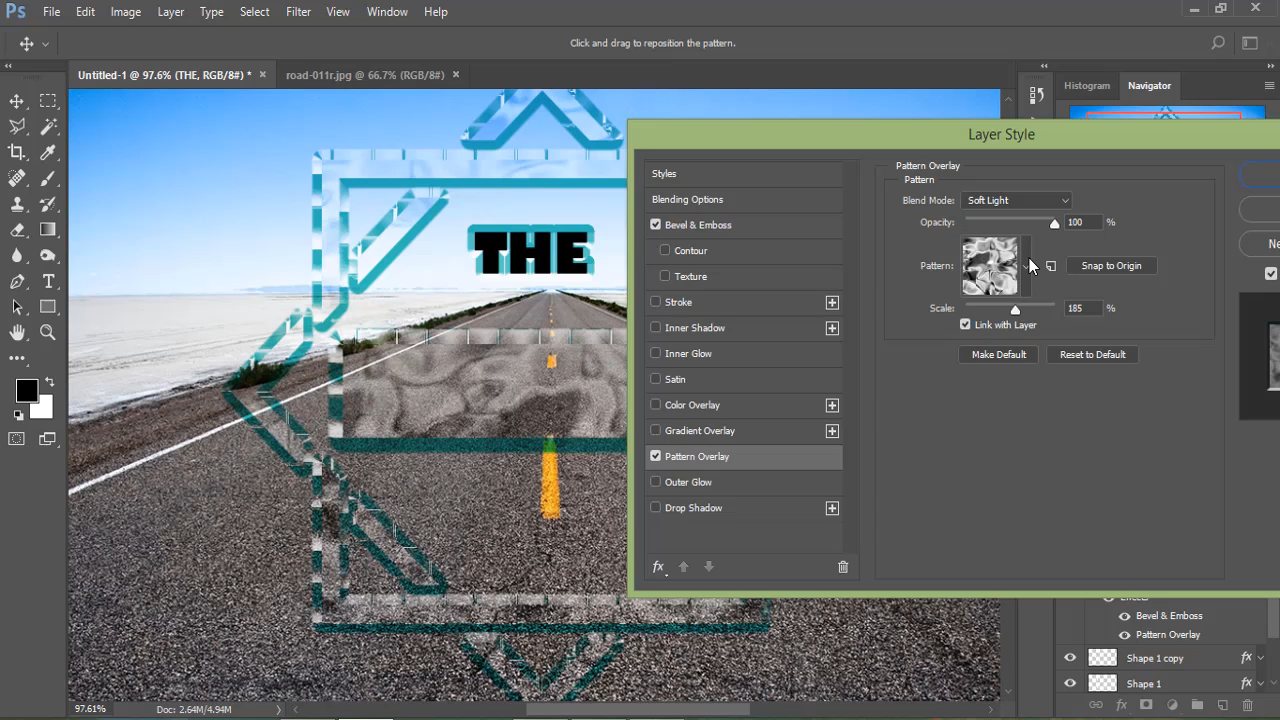 Ps File Edit Image Layer Type Select Filter View Window Help
Click and drag to reposition the pattern.
Untitled-1 @ 97.6% (THE, RGB/8#) * × road-011r.jpg @ 66.7% (RGB/8#) ×
Histogram Navigator
Layer Style
Styles
Blending Options
Bevel & Emboss
Contour
Texture
Stroke
Inner Shadow
Inner Glow
Satin
Color Overlay
Gradient Overlay
Pattern Overlay
Outer Glow
Drop Shadow
fx
Pattern Overlay
Pattern
Blend Mode: Soft Light
Opacity: 100 %
Pattern: Snap to Origin
Scale: 185 %
Link with Layer
Make Default Reset to Default
Ne
THE
Bevel & Emboss
Pattern Overlay
Shape 1 copy fx
Shape 1 fx
fx
97.61% Doc: 2.64M/4.94M